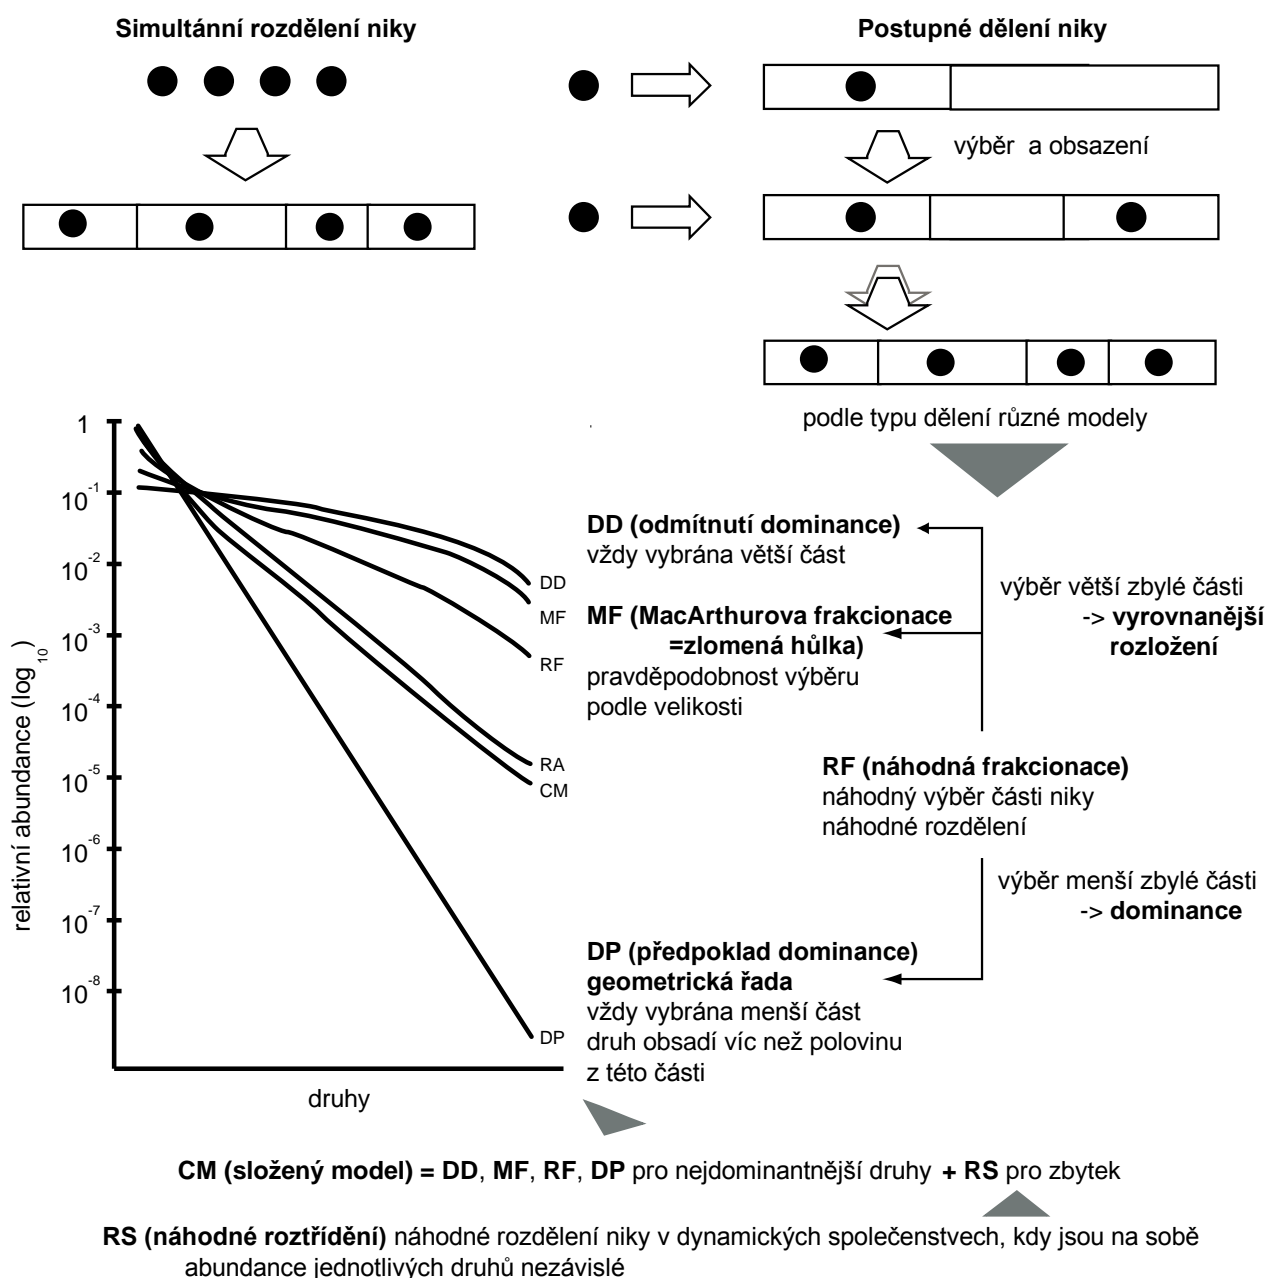 Simultánní rozdělení niky
Postupné dělení niky
výběr a obsazení
podle typu dělení různé modely
1
10-1
10-2
10-3
10-4
10-5
10-6
10-7
10-8
relativní abundance (log10)
druhy
DD
MF
RF
RA
CM
DP
DD (odmítnutí dominance)
vždy vybrána větší část
MF (MacArthurova frakcionace
=zlomená hůlka)
pravděpodobnost výběru
podle velikosti
výběr větší zbylé části
-> vyrovnanější
rozložení
RF (náhodná frakcionace)
náhodný výběr části niky
náhodné rozdělení
výběr menší zbylé části
-> dominance
DP (předpoklad dominance)
geometrická řada
vždy vybrána menší část
druh obsadí víc než polovinu
z této části
CM (složený model) = DD, MF, RF, DP pro nejdominantnější druhy + RS pro zbytek
RS (náhodné roztřídění) náhodné rozdělení niky v dynamických společenstvech, kdy jsou na sobě
abundance jednotlivých druhů nezávislé